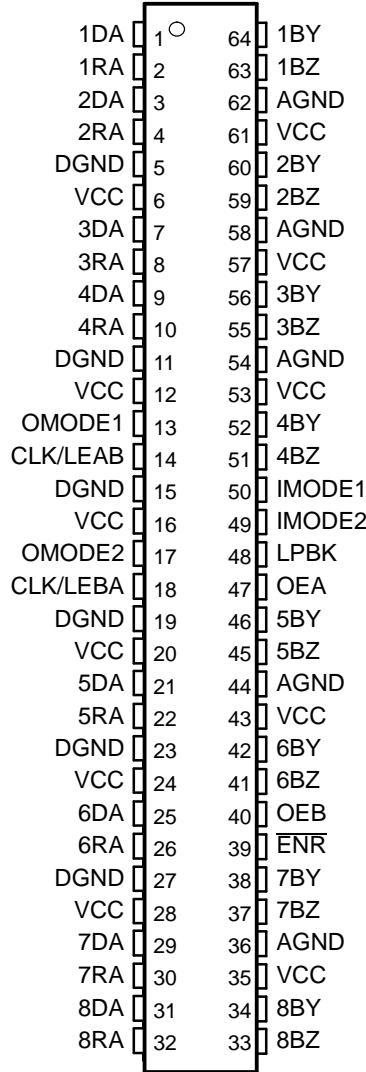 1DA 1 64 1BY
1RA 2 63 1BZ
2DA 3 62 AGND
2RA 4 61 VCC
DGND 5 60 2BY
VCC 6 59 2BZ
3DA 7 58 AGND
3RA 8 57 VCC
4DA 9 56 3BY
4RA 10 55 3BZ
DGND 11 54 AGND
VCC 12 53 VCC
OMODE1 13 52 4BY
CLK/LEAB 14 51 4BZ
DGND 15 50 IMODE1
VCC 16 49 IMODE2
OMODE2 17 48 LPBK
CLK/LEBA 18 47 OEA
DGND 19 46 5BY
VCC 20 45 5BZ
5DA 21 44 AGND
5RA 22 43 VCC
DGND 23 42 6BY
VCC 24 41 6BZ
6DA 25 40 OEB
6RA 26 39 E̅N̅R̅
DGND 27 38 7BY
VCC 28 37 7BZ
7DA 29 36 AGND
7RA 30 35 VCC
8DA 31 34 8BY
8RA 32 33 8BZ